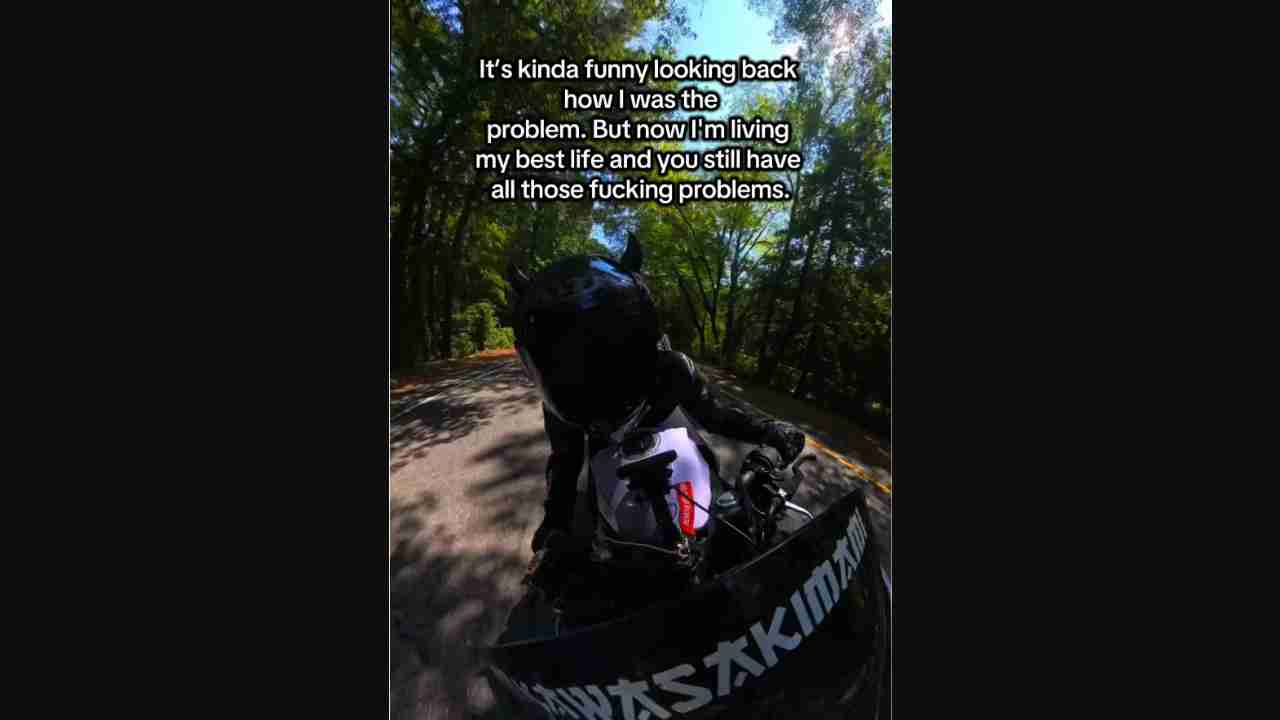 It’s kinda funny looking back
how I was the
problem. But now I'm living
my best life and you still have
all those fucking problems.